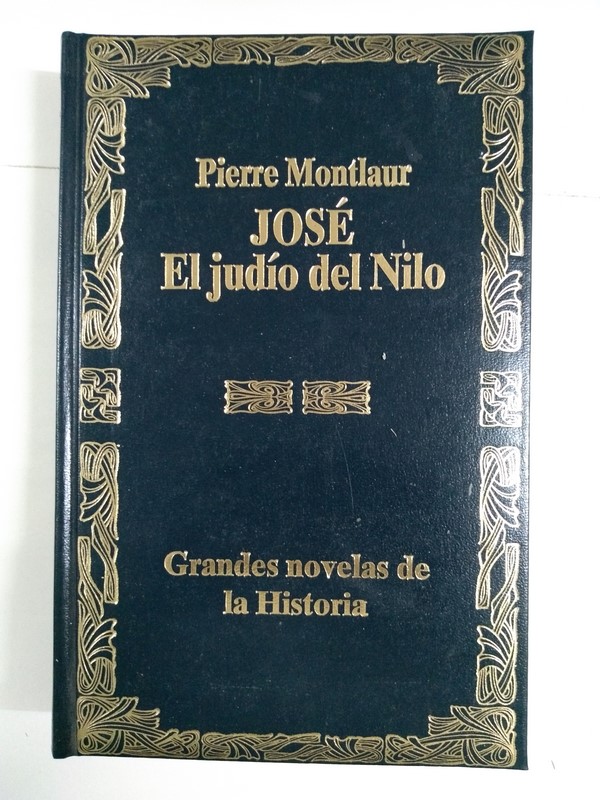 Pierre Montlaur
JOSÉ
El judío del Nilo
Grandes novelas de
la Historia